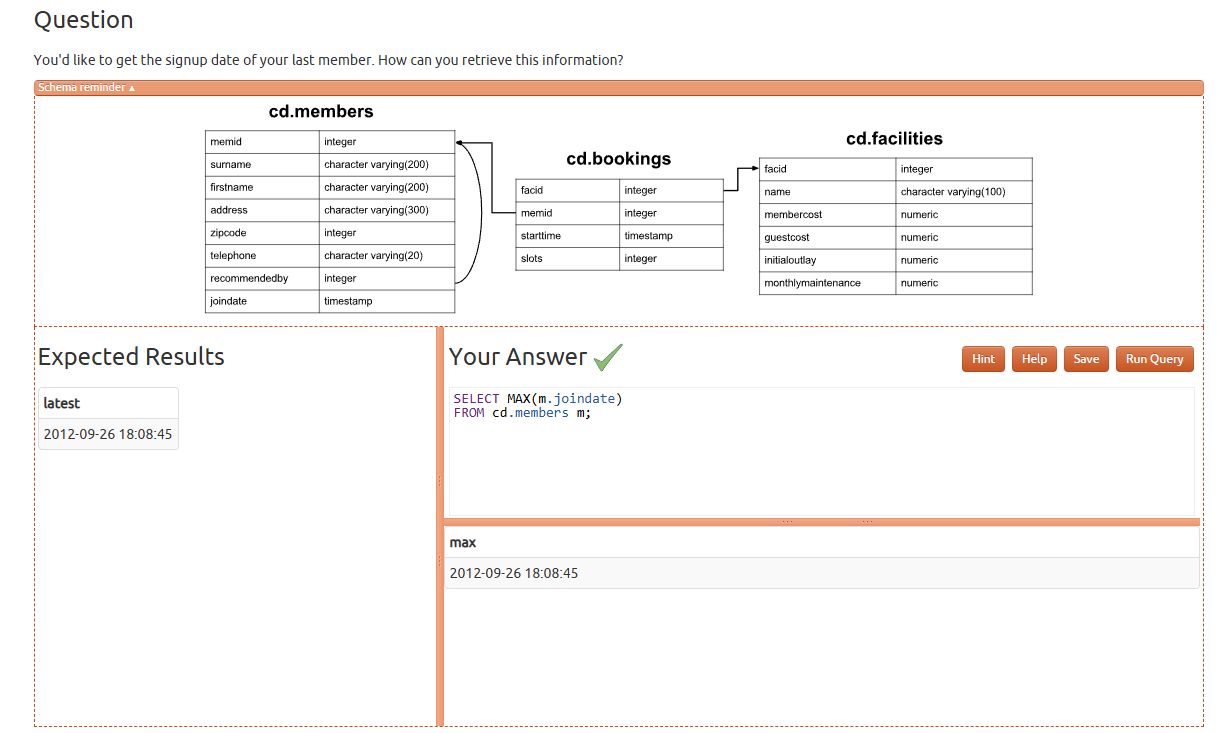 Question
You'd like to get the signup date of your last member. How can you retrieve this information?
Schema reminder ▲
cd.members
memid integer
surname character varying(200)
firstname character varying(200)
address character varying(300)
zipcode integer
telephone character varying(20)
recommendedby integer
joindate timestamp
cd.bookings
facid integer
memid integer
starttime timestamp
slots integer
cd.facilities
facid integer
name character varying(100)
membercost numeric
guestcost numeric
initialoutlay numeric
monthlymaintenance numeric
Expected Results
latest
2012-09-26 18:08:45
Your Answer
Hint Help Save Run Query
SELECT MAX(m.joindate)
FROM cd.members m;
max
2012-09-26 18:08:45